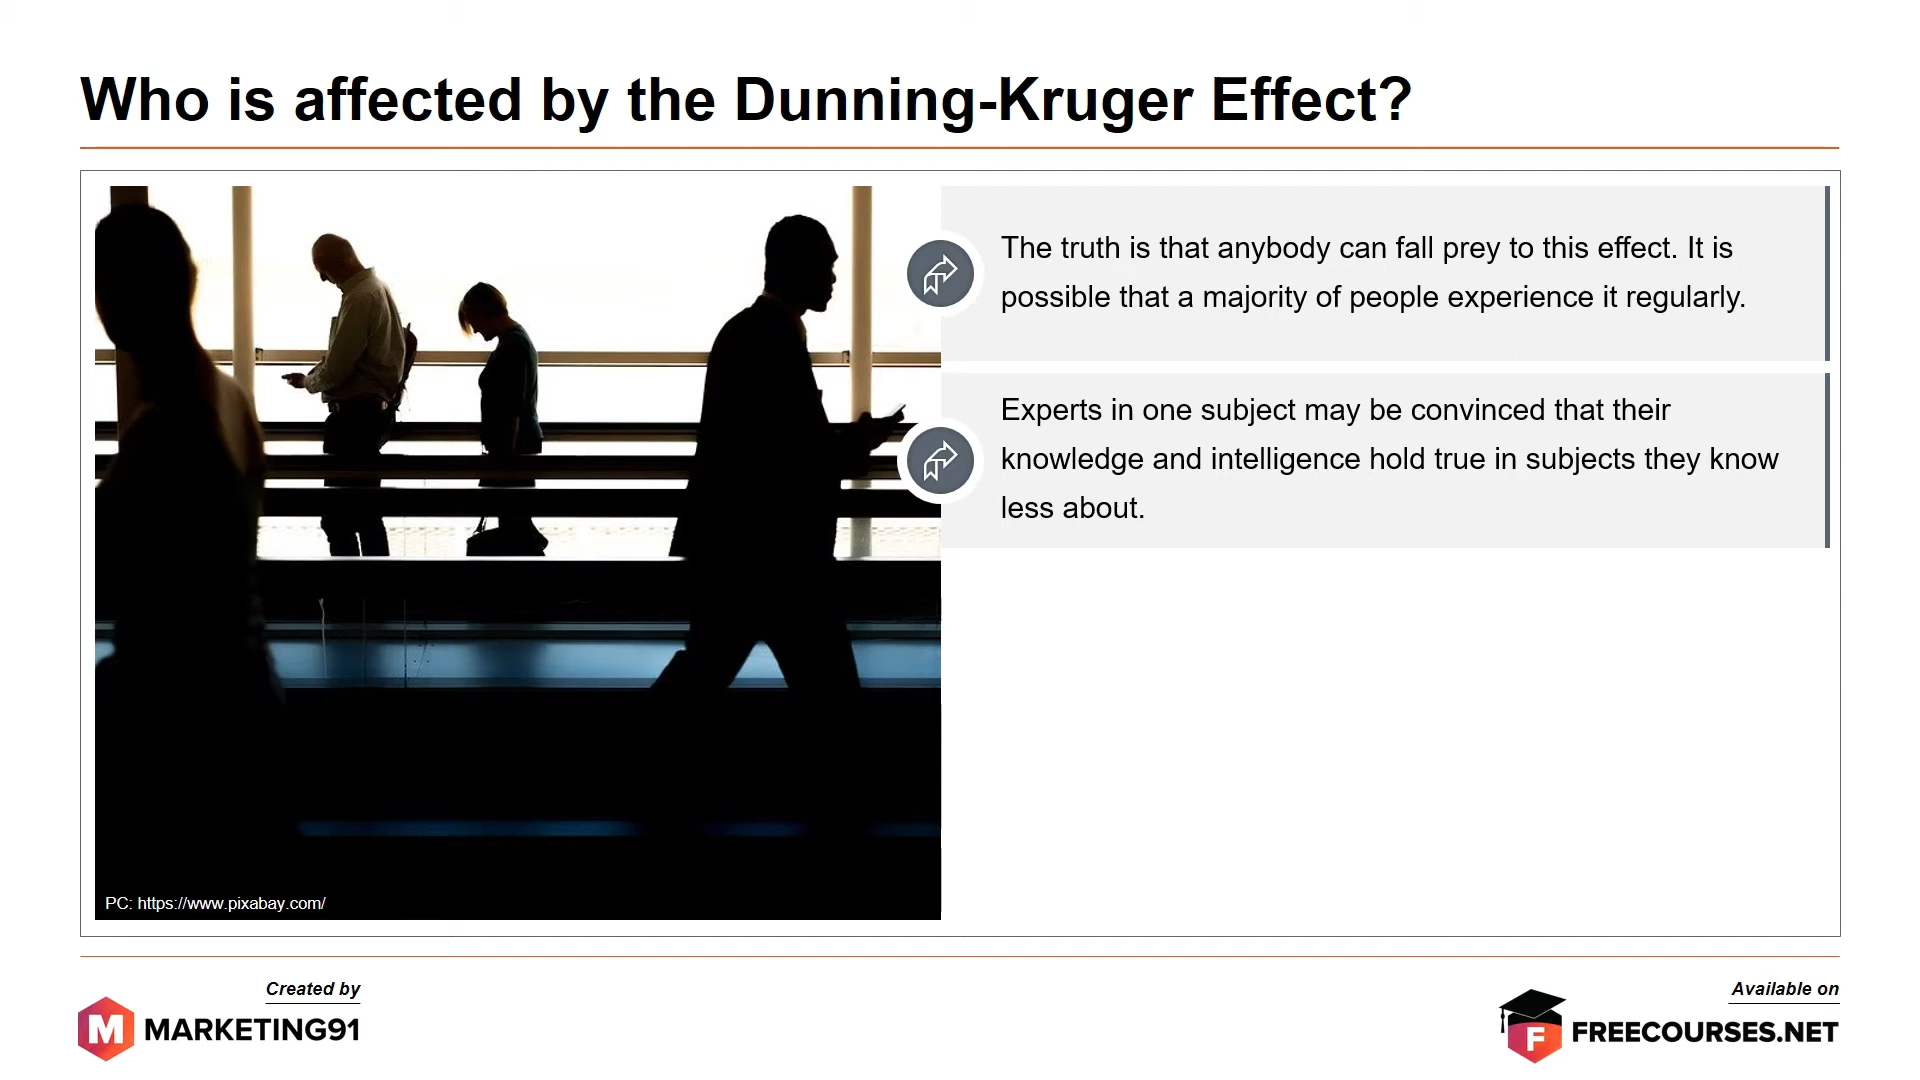 Who is affected by the Dunning-Kruger Effect?
The truth is that anybody can fall prey to this effect. It is
possible that a majority of people experience it regularly.
Experts in one subject may be convinced that their
knowledge and intelligence hold true in subjects they know
less about.
PC: https://www.pixabay.com/
Created by
M MARKETING91
Available on
F FREECOURSES.NET